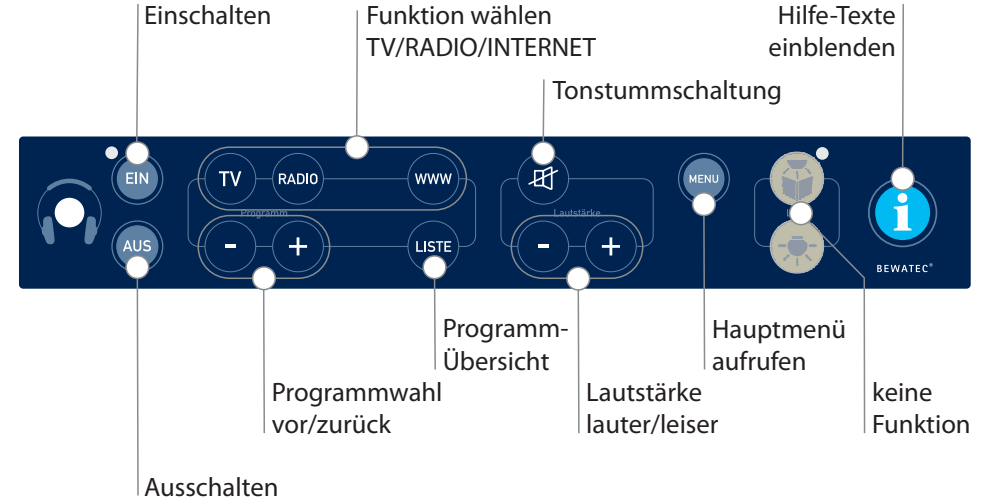 Einschalten
Funktion wählen
TV/RADIO/INTERNET
Hilfe-Texte
einblenden
Tonstummschaltung
EIN
TV
RADIO
WWW
MENU
Programm
Lautstärke
AUS
-
+
LISTE
-
+
i
BEWATEC®
Programm-
Übersicht
Hauptmenü
aufrufen
Programmwahl
vor/zurück
Lautstärke
lauter/leiser
keine
Funktion
Ausschalten